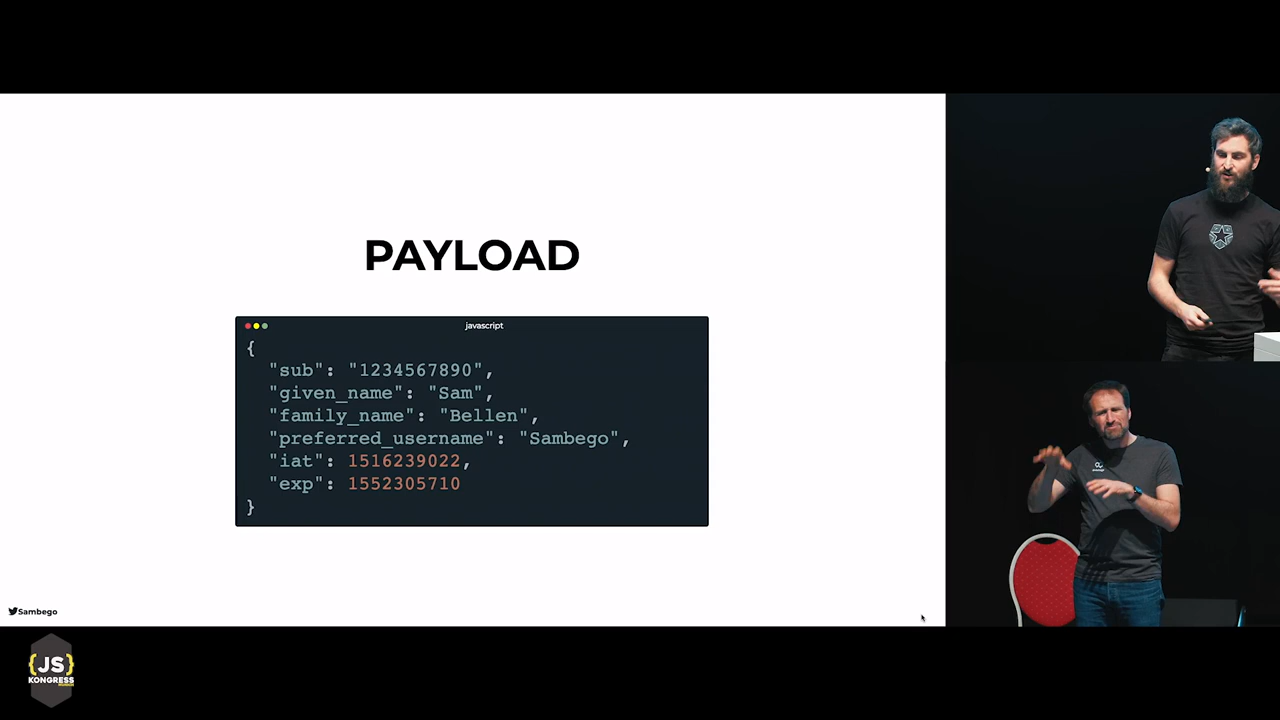 PAYLOAD
javascript
{
"sub": "1234567890",
"given_name": "Sam",
"family_name": "Bellen",
"preferred_username": "Sambego",
"iat": 1516239022,
"exp": 1552305710
}
Sambego
{JS}
KONGRESS